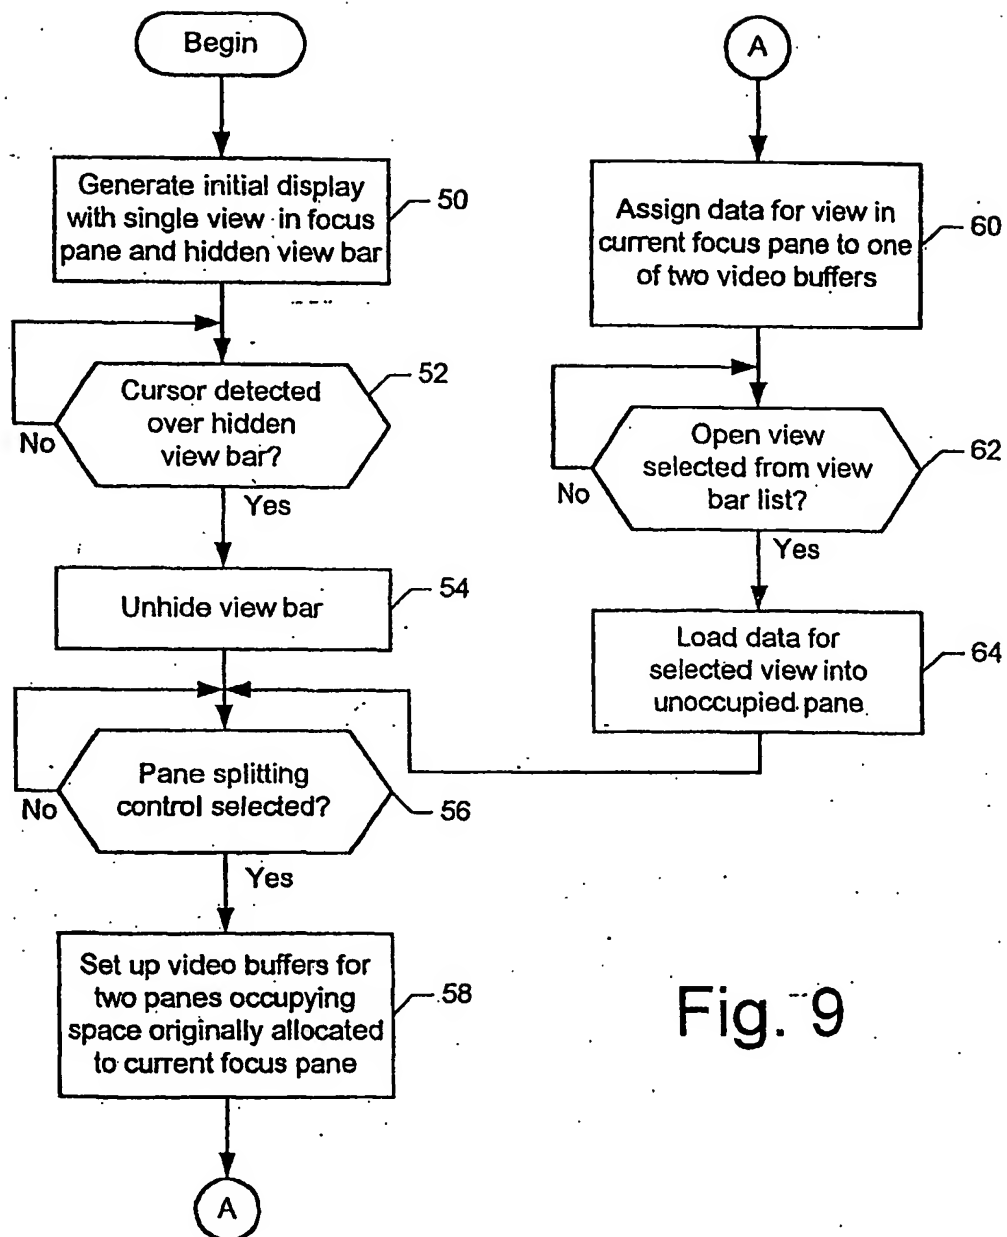 Begin
Generate initial display
with single view in focus
pane and hidden view bar
50
Cursor detected
over hidden
view bar?
52
No
Yes
Unhide view bar
54
Pane splitting
control selected?
56
No
Yes
Set up video buffers for
two panes occupying
space originally allocated
to current focus pane
58
A
A
Assign data for view in
current focus pane to one
of two video buffers
60
Open view
selected from view
bar list?
62
No
Yes
Load data for
selected view into
unoccupied pane
64
Fig. 9